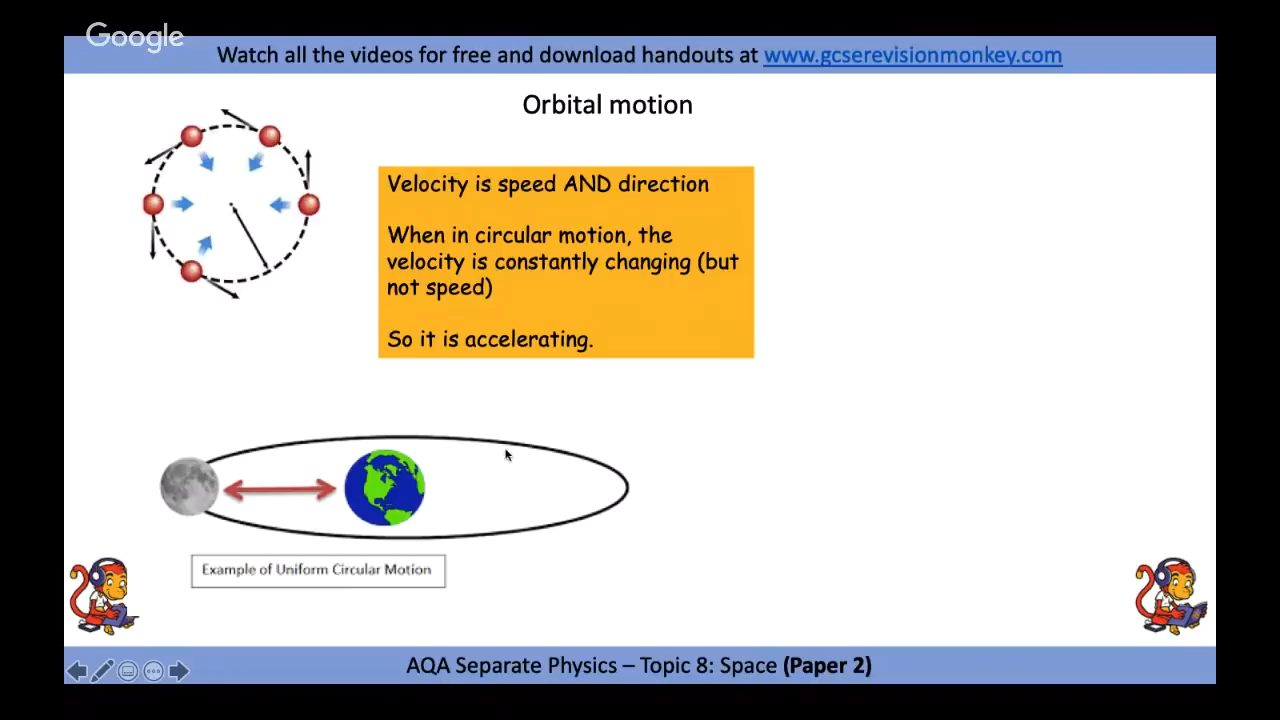 Google
Watch all the videos for free and download handouts at www.gcserevisionmonkey.com
Orbital motion
Velocity is speed AND direction
When in circular motion, the
velocity is constantly changing (but
not speed)
So it is accelerating.
Example of Uniform Circular Motion
AQA Separate Physics – Topic 8: Space (Paper 2)